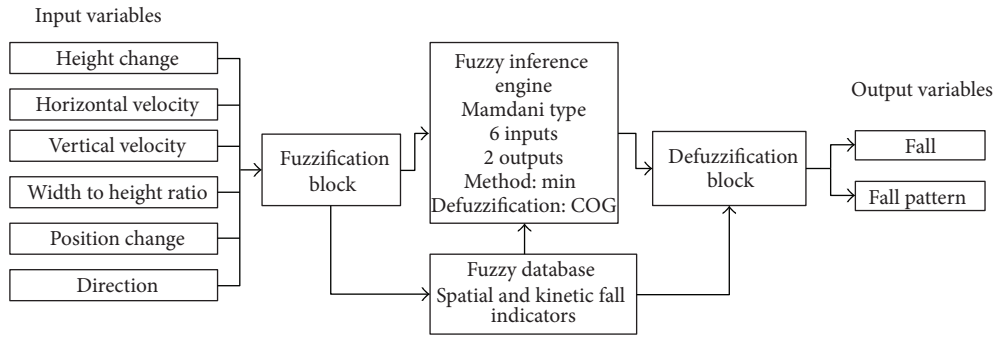 Input variables
Height change
Horizontal velocity
Vertical velocity
Width to height ratio
Position change
Direction
Fuzzification
block
Fuzzy inference
engine
Mamdani type
6 inputs
2 outputs
Method: min
Defuzzification: COG
Fuzzy database
Spatial and kinetic fall
indicators
Defuzzification
block
Output variables
Fall
Fall pattern